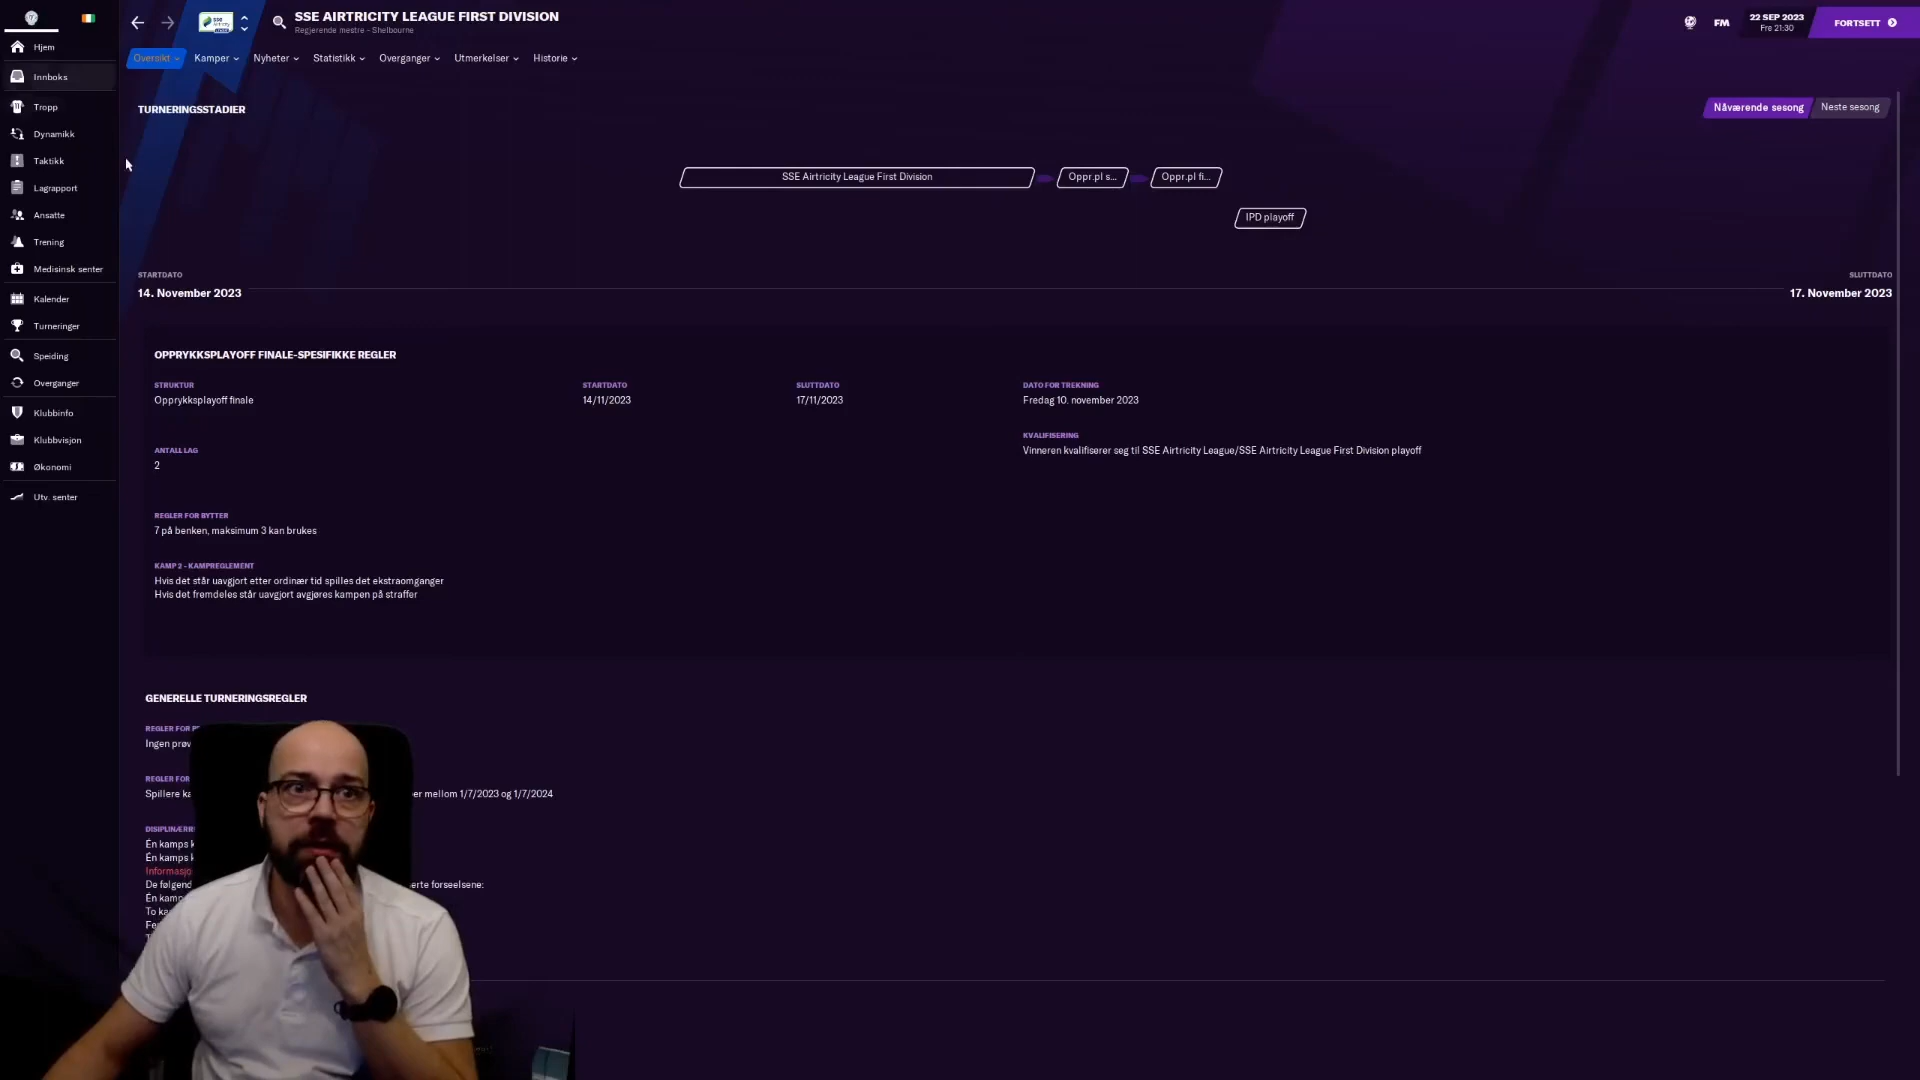 SSE AIRTRICITY LEAGUE FIRST DIVISION
Regjerende mestre - Shelbourne
FM
22 SEP 2023
Fre 21:30
FORTSETT
Hjem
Innboks
Tropp
Dynamikk
Taktikk
Lagrapport
Ansatte
Trening
Medisinsk senter
Kalender
Turneringer
Speiding
Overganger
Klubbinfo
Klubbvisjon
Økonomi
Utv. senter
Oversikt
Kamper
Nyheter
Statistikk
Overganger
Utmerkelser
Historie
TURNERINGSSTADIER
Nåværende sesong
Neste sesong
SSE Airtricity League First Division
Oppr.pl s...
Oppr.pl fi...
IPD playoff
STARTDATO
14. November 2023
SLUTTDATO
17. November 2023
OPPRYKKSPLAYOFF FINALE-SPESIFIKKE REGLER
STRUKTUR
Opprykksplayoff finale
STARTDATO
14/11/2023
SLUTTDATO
17/11/2023
DATO FOR TREKNING
Fredag 10. november 2023
KVALIFISERING
Vinneren kvalifiserer seg til SSE Airtricity League/SSE Airtricity League First Division playoff
ANTALL LAG
2
REGLER FOR BYTTER
7 på benken, maksimum 3 kan brukes
KAMP 2 - KAMPREGLEMENT
Hvis det står uavgjort etter ordinær tid spilles det ekstraomganger
Hvis det fremdeles står uavgjort avgjøres kampen på straffer
GENERELLE TURNERINGSREGLER
REGLER FOR
Ingen
REGLER FOR
Spillere mellom 1/7/2023 og 1/7/2024
Én kamps
Én kamps
De forseelsene:
Én
To